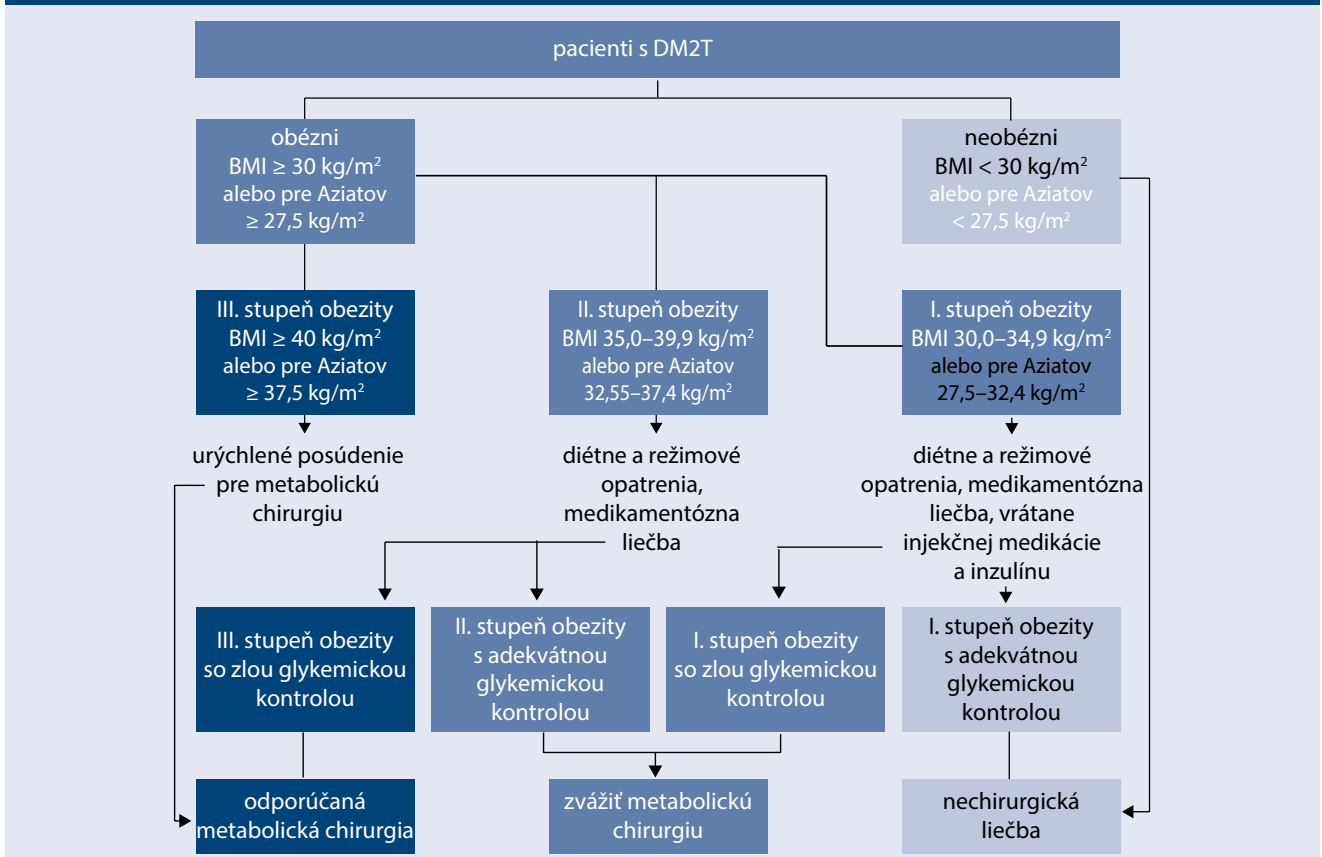 pacienti s DM2T
obézni
BMI ≥ 30 kg/m²
alebo pre Aziatov
≥ 27,5 kg/m²
neobézni
BMI < 30 kg/m²
alebo pre Aziatov
< 27,5 kg/m²
III. stupeň obezity
BMI ≥ 40 kg/m²
alebo pre Aziatov
≥ 37,5 kg/m²
II. stupeň obezity
BMI 35,0–39,9 kg/m²
alebo pre Aziatov
32,55–37,4 kg/m²
I. stupeň obezity
BMI 30,0–34,9 kg/m²
alebo pre Aziatov
27,5–32,4 kg/m²
urýchlené posúdenie
pre metabolickú
chirurgiu
diétne a režimové
opatrenia,
medikamentózna
liečba
diétne a režimové
opatrenia, medikamentózna
liečba, vrátane
injekčnej medikácie
a inzulínu
III. stupeň obezity
so zlou glykemickou
kontrolou
II. stupeň obezity
s adekvátnou
glykemickou
kontrolou
I. stupeň obezity
so zlou glykemickou
kontrolou
I. stupeň obezity
s adekvátnou
glykemickou
kontrolou
odporúčaná
metabolická chirurgia
zvážiť metabolickú
chirurgiu
nechirurgická
liečba